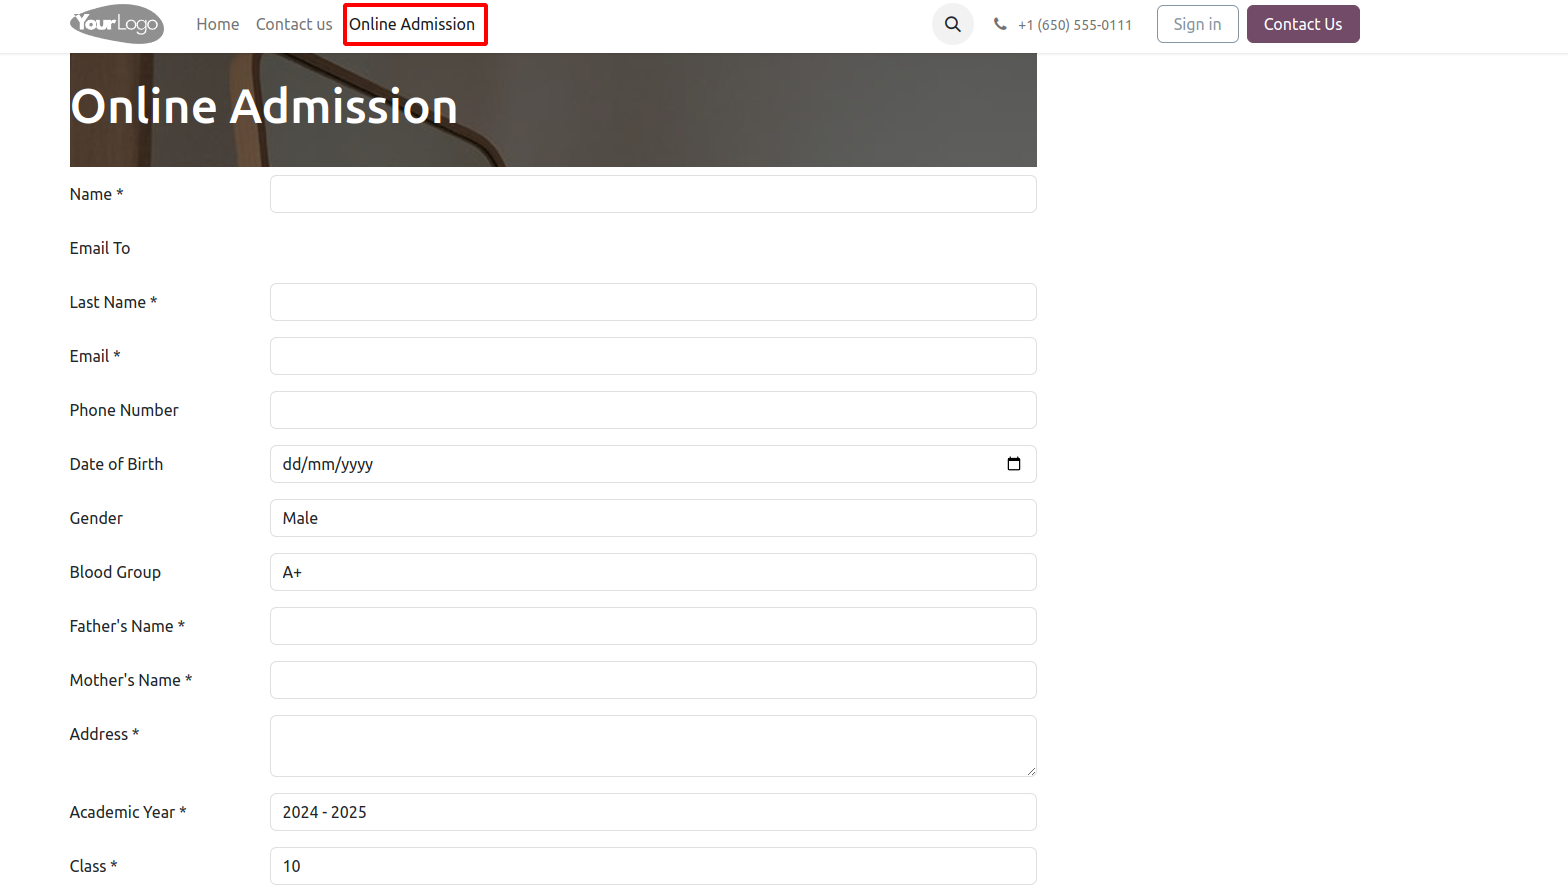 YourLogo Home Contact us Online Admission +1 (650) 555-0111 Sign in Contact Us
Online Admission
Name *
Email To
Last Name *
Email *
Phone Number
Date of Birth dd/mm/yyyy
Gender Male
Blood Group A+
Father's Name *
Mother's Name *
Address *
Academic Year * 2024 - 2025
Class * 10